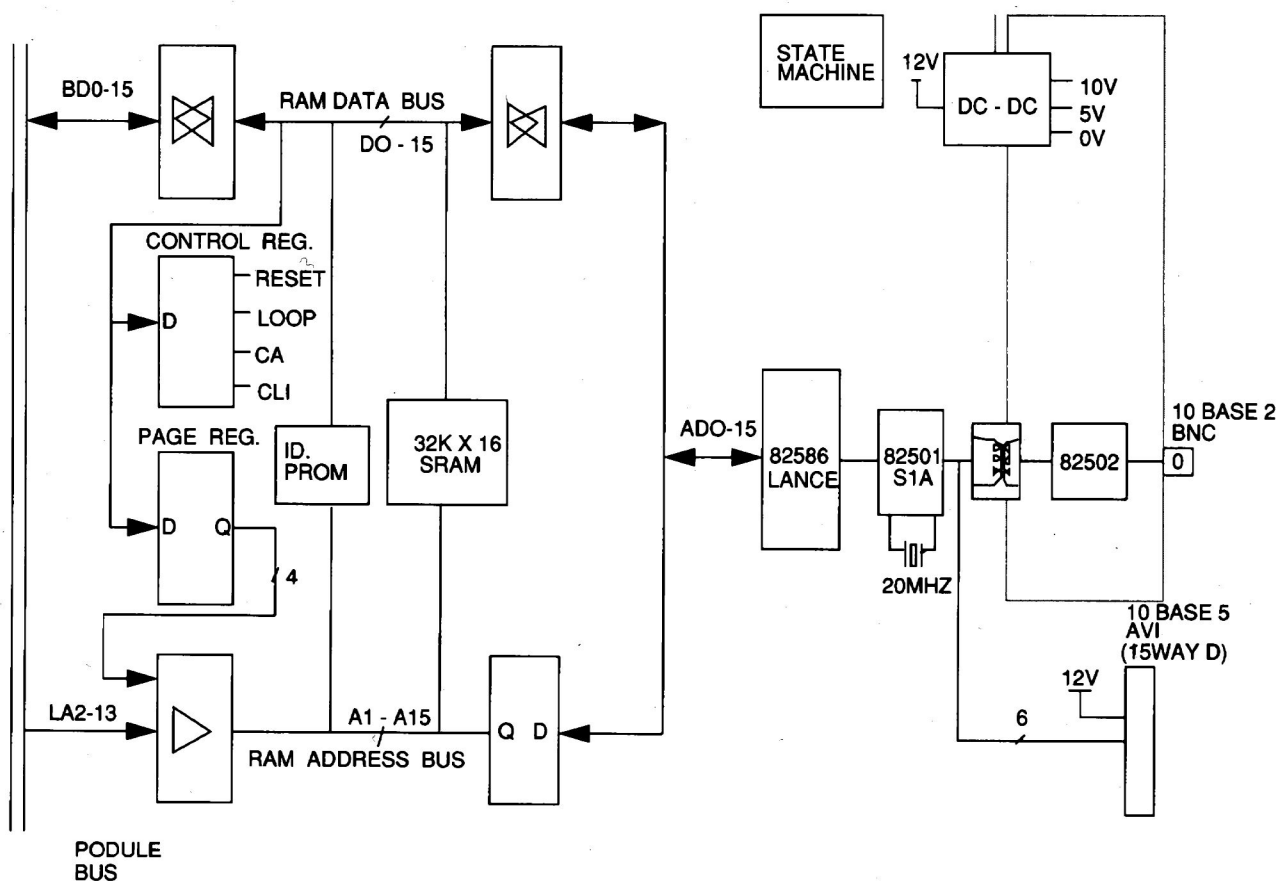 BD0-15
RAM DATA BUS
DO - 15
STATE
MACHINE
12V
DC - DC
10V
5V
0V
CONTROL REG.
D
RESET
LOOP
CA
CLI
PAGE REG.
D Q
4
ID.
PROM
32K X 16
SRAM
ADO-15
82586
LANCE
82501
S1A
20MHZ
82502
10 BASE 2
BNC
0
10 BASE 5
AVI
(15WAY D)
12V
6
LA2-13
A1 - A15
RAM ADDRESS BUS
Q D
PODULE
BUS